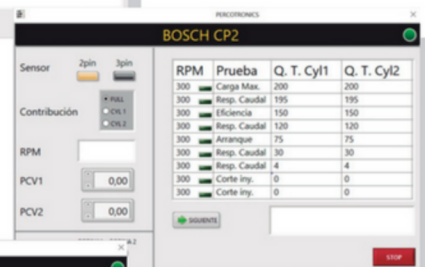 PERCOTRONICS
BOSCH CP2
Sensor 2pin 3pin
Contribución
FULL
CYL 1
CYL 2
RPM
PCV1 0,00
PCV2 0,00
RPM Prueba Q. T. Cyl1 Q. T. Cyl2
300 Carga Max. 200 200
300 Resp. Caudal 195 195
300 Eficiencia 150 150
300 Resp. Caudal 120 120
300 Arranque 75 75
300 Resp. Caudal 30 30
300 Resp. Caudal 4 4
300 Corte iny. 0 0
300 Corte iny. 0 0
SIGUIENTE
STOP